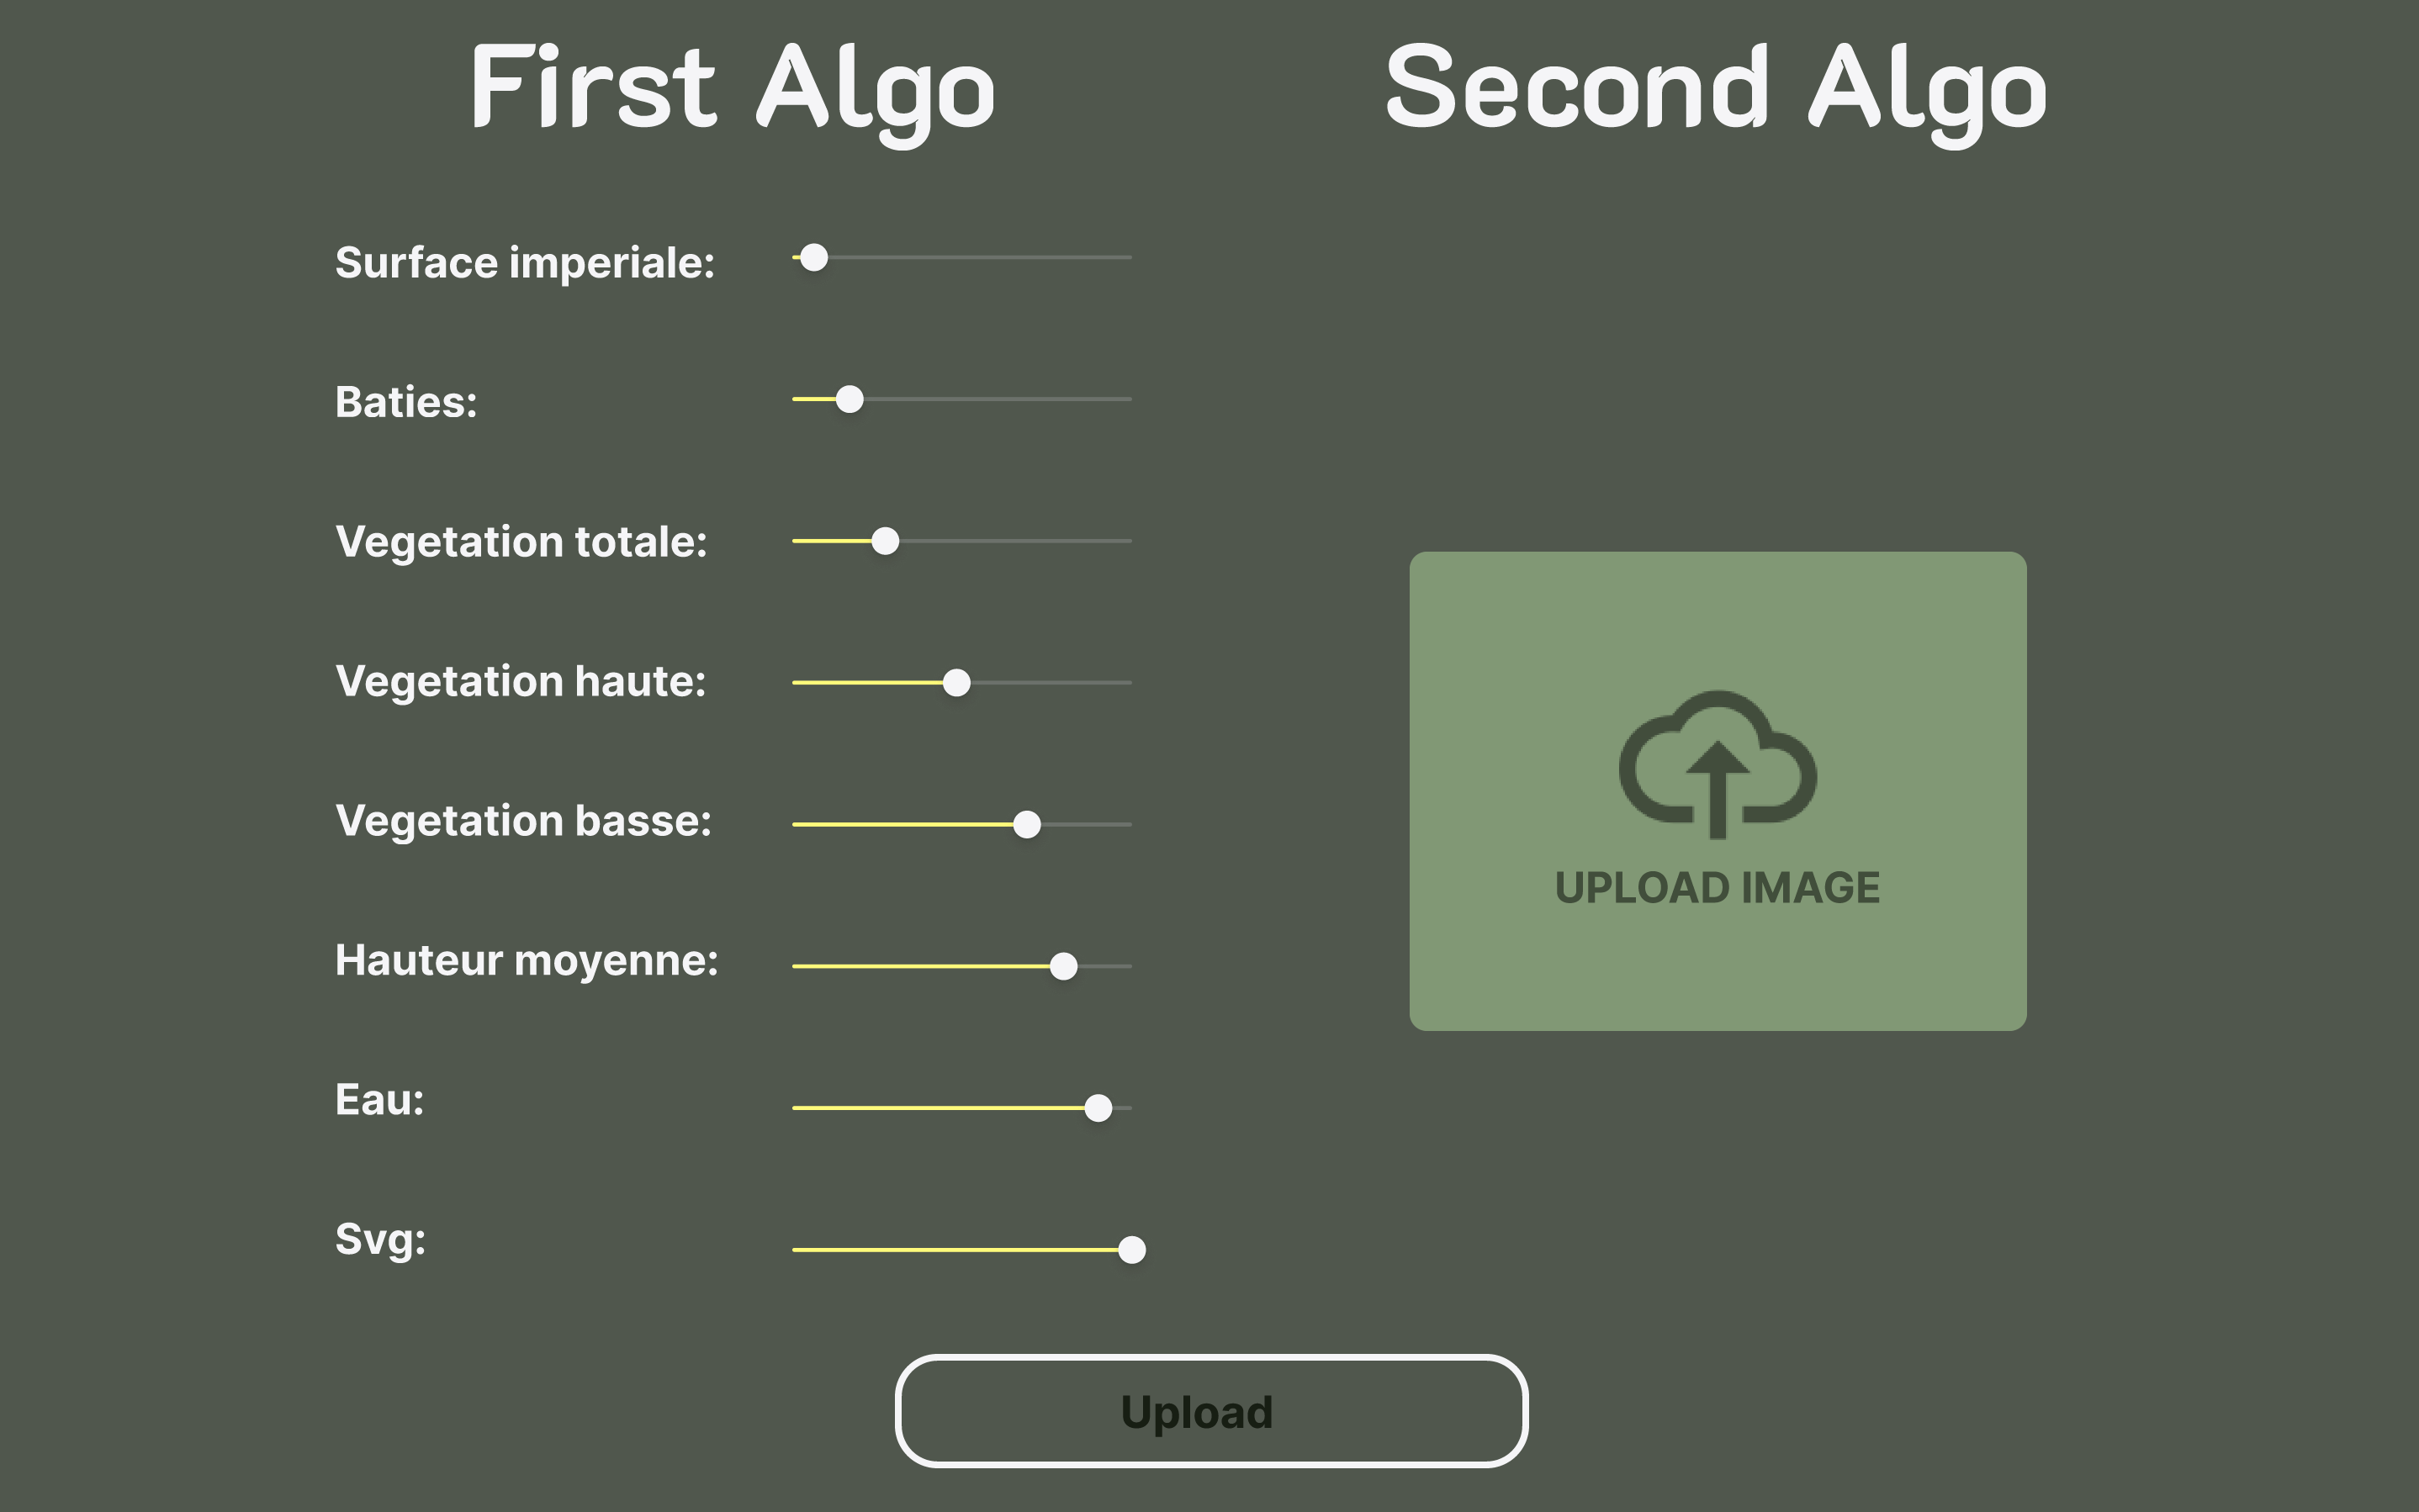 First Algo
Second Algo
Surface imperiale:
Baties:
Vegetation totale:
Vegetation haute:
Vegetation basse:
Hauteur moyenne:
Eau:
Svg:
UPLOAD IMAGE
Upload